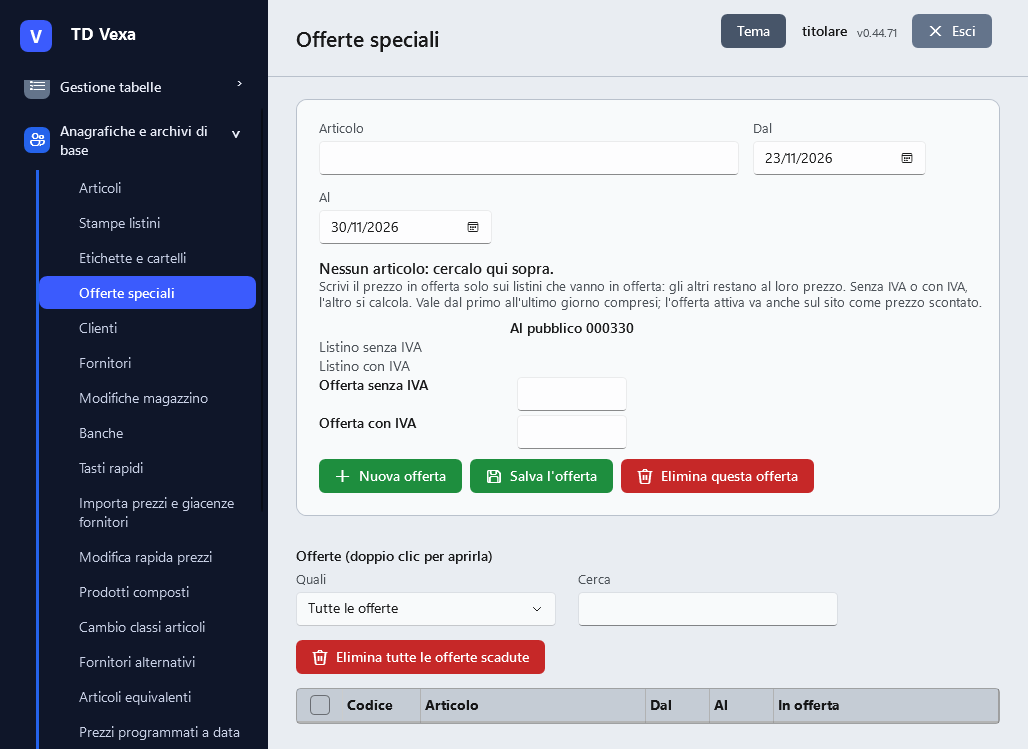 V
TD Vexa
Gestione tabelle
Anagrafiche e archivi di
base
Articoli
Stampe listini
Etichette e cartelli
Offerte speciali
Clienti
Fornitori
Modifiche magazzino
Banche
Tasti rapidi
Importa prezzi e giacenze
fornitori
Modifica rapida prezzi
Prodotti composti
Cambio classi articoli
Fornitori alternativi
Articoli equivalenti
Prezzi programmati a data
Offerte speciali
Tema
titolare
v0.44.71
Esci
Articolo
Dal
23/11/2026
Al
30/11/2026
Nessun articolo: cercalo qui sopra.
Scrivi il prezzo in offerta solo sui listini che vanno in offerta: gli altri restano al loro prezzo. Senza IVA o con IVA,
l'altro si calcola. Vale dal primo all'ultimo giorno compresi; l'offerta attiva va anche sul sito come prezzo scontato.
Al pubblico 000330
Listino senza IVA
Listino con IVA
Offerta senza IVA
Offerta con IVA
Nuova offerta
Salva l'offerta
Elimina questa offerta
Offerte (doppio clic per aprirla)
Quali
Cerca
Tutte le offerte
Elimina tutte le offerte scadute
Codice
Articolo
Dal
Al
In offerta